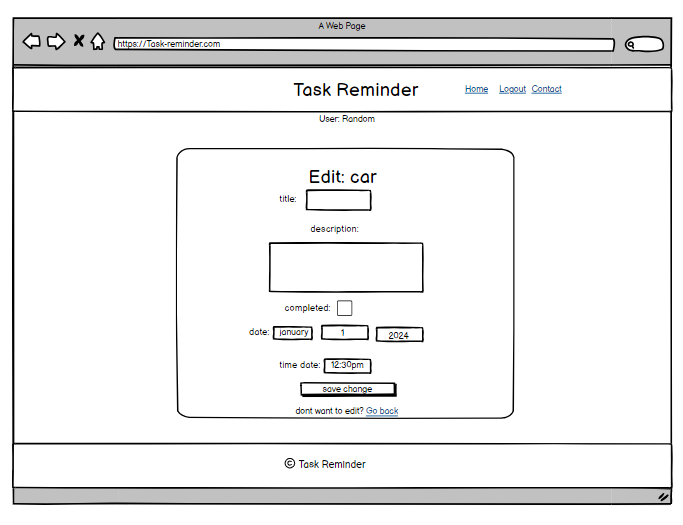 A Web Page
https://Task-reminder.com
Task Reminder Home Logout Contact
User: Random
Edit: car
title:
description:
completed:
date: january 1 2024
time date: 12:30pm
save change
dont want to edit? Go back
© Task Reminder